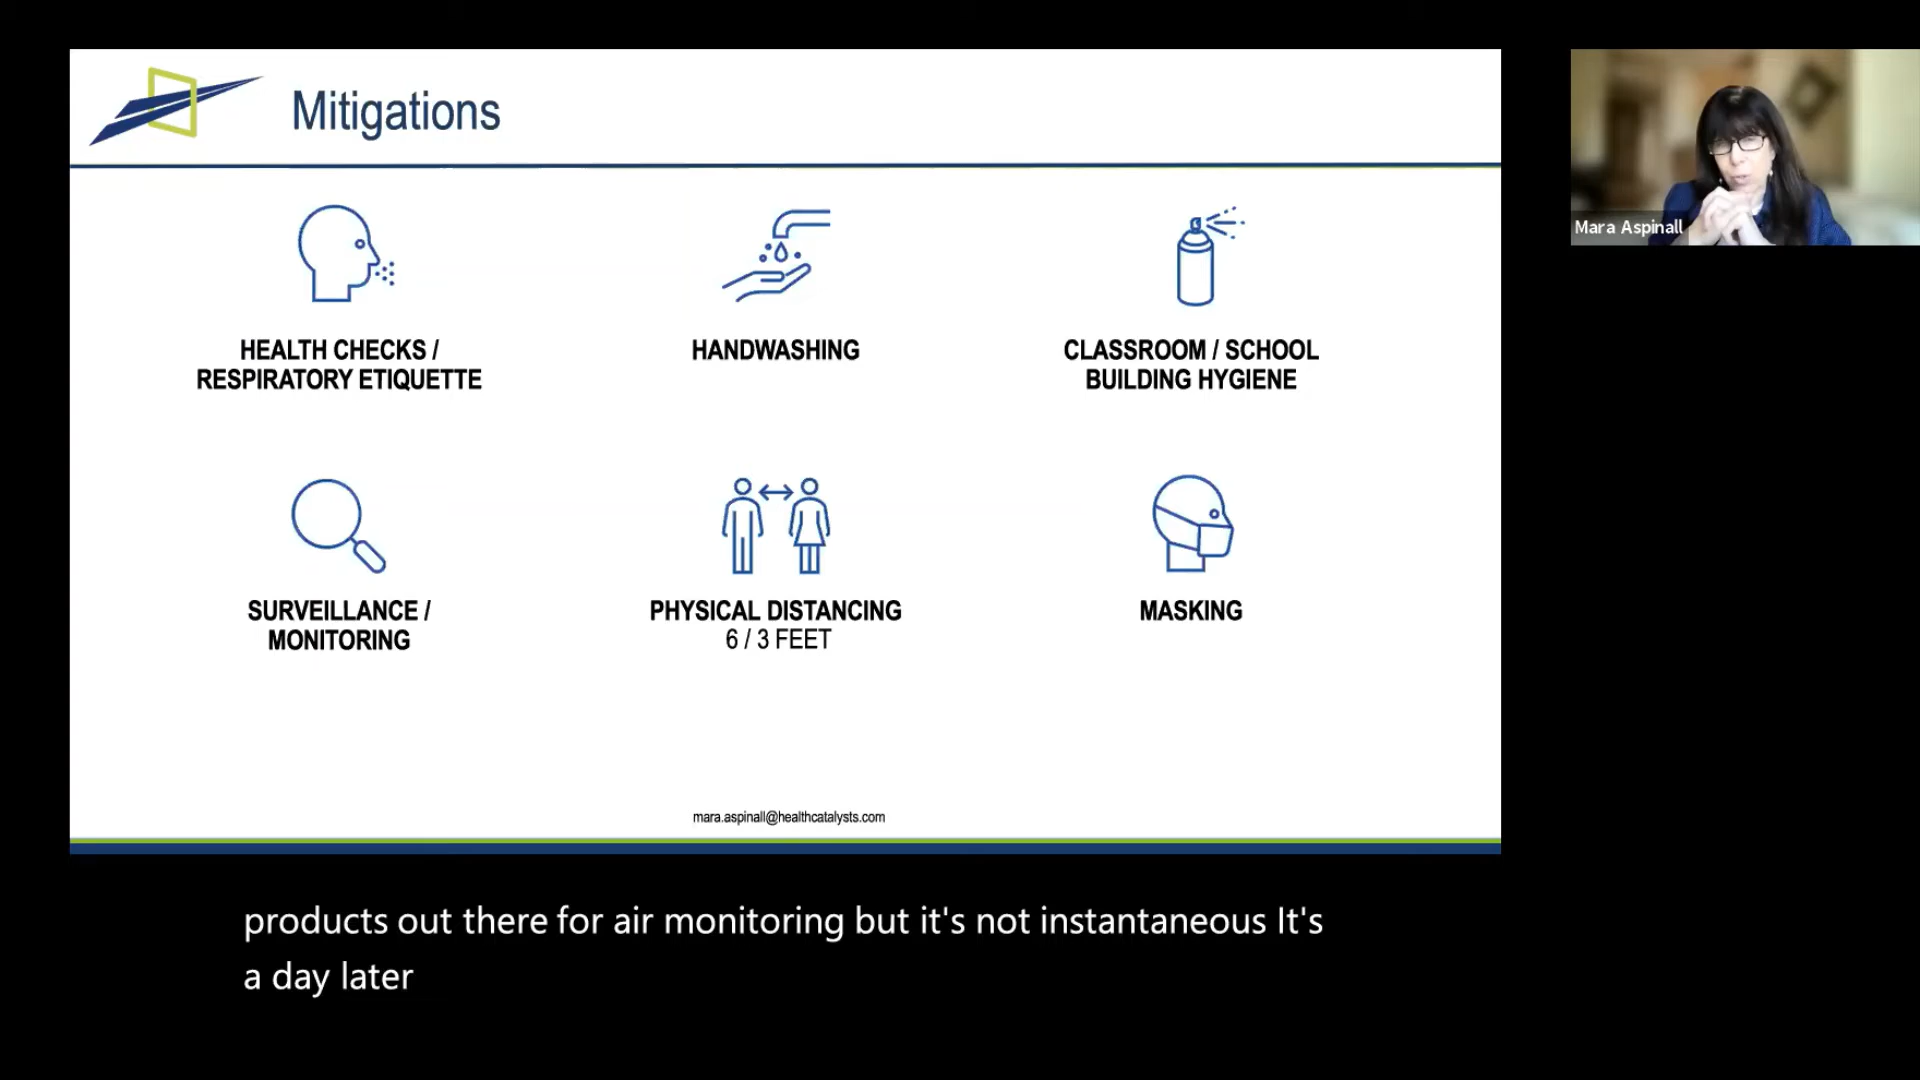 Mitigations
Mara Aspinall
HEALTH CHECKS /
RESPIRATORY ETIQUETTE
HANDWASHING
CLASSROOM / SCHOOL
BUILDING HYGIENE
SURVEILLANCE /
MONITORING
PHYSICAL DISTANCING
6 / 3 FEET
MASKING
mara.aspinall@healthcatalysts.com
products out there for air monitoring but it's not instantaneous It's
a day later